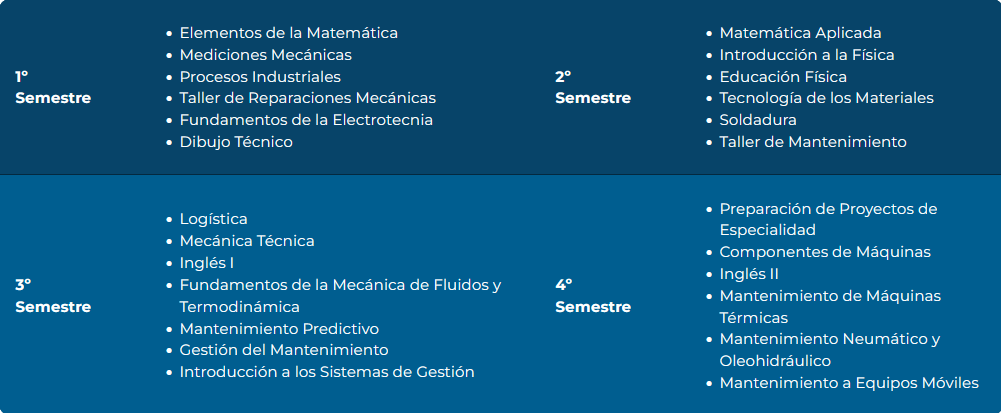 1º
Semestre
• Elementos de la Matemática
• Mediciones Mecánicas
• Procesos Industriales
• Taller de Reparaciones Mecánicas
• Fundamentos de la Electrotecnia
• Dibujo Técnico
2º
Semestre
• Matemática Aplicada
• Introducción a la Física
• Educación Física
• Tecnología de los Materiales
• Soldadura
• Taller de Mantenimiento
3º
Semestre
• Logística
• Mecánica Técnica
• Inglés I
• Fundamentos de la Mecánica de Fluidos y
Termodinámica
• Mantenimiento Predictivo
• Gestión del Mantenimiento
• Introducción a los Sistemas de Gestión
4º
Semestre
• Preparación de Proyectos de
Especialidad
• Componentes de Máquinas
• Inglés II
• Mantenimiento de Máquinas
Térmicas
• Mantenimiento Neumático y
Oleohidráulico
• Mantenimiento a Equipos Móviles